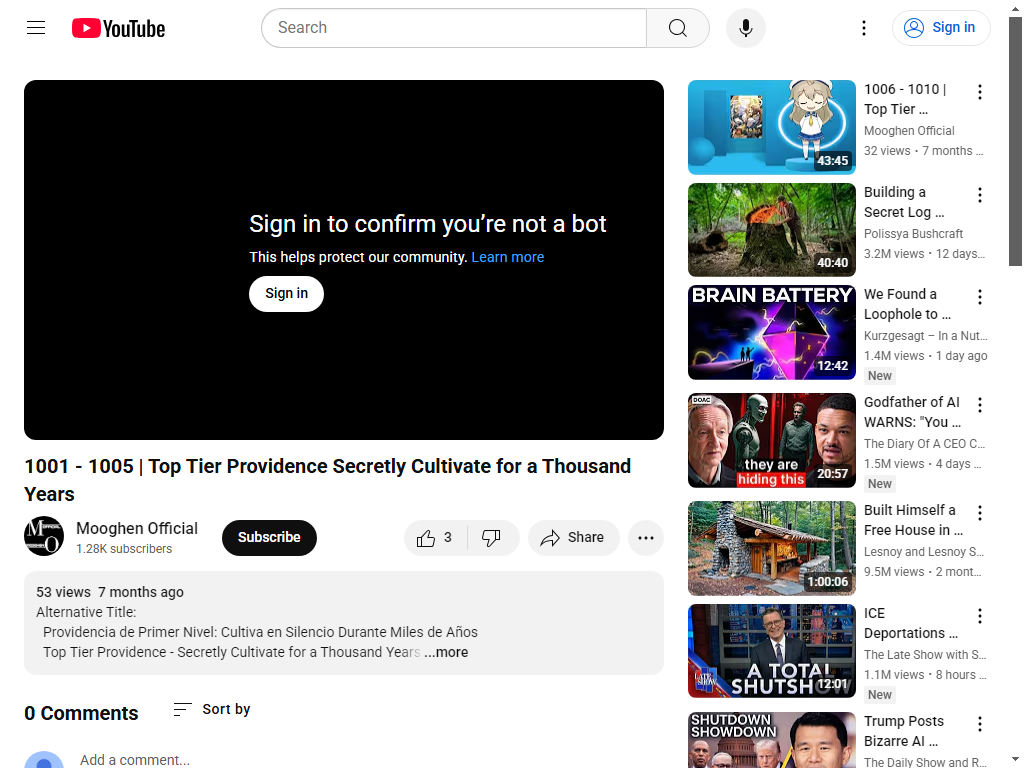 YouTube
Search
Sign in
Sign in to confirm you’re not a bot
This helps protect our community. Learn more
Sign in
1001 - 1005 | Top Tier Providence Secretly Cultivate for a Thousand
Years
Mooghen Official
1.28K subscribers
Subscribe
3
Share
53 views 7 months ago
Alternative Title:
Providencia de Primer Nivel: Cultiva en Silencio Durante Miles de Años
Top Tier Providence - Secretly Cultivate for a Thousand Years ...more
0 Comments
Sort by
Add a comment...
43:45
1006 - 1010 |
Top Tier ...
Mooghen Official
32 views • 7 months ...
40:40
Building a
Secret Log ...
Polissya Bushcraft
3.2M views • 12 days...
BRAIN BATTERY
12:42
We Found a
Loophole to ...
Kurzgesagt – In a Nut...
1.4M views • 1 day ago
New
DOAC
they are
hiding this
20:57
Godfather of AI
WARNS: "You ...
The Diary Of A CEO C...
1.5M views • 4 days ...
New
1:00:06
Built Himself a
Free House in ...
Lesnoy and Lesnoy S...
9.5M views • 2 mont...
LATE SHOW
A TOTAL
SHUTSHOW
12:01
ICE
Deportations ...
The Late Show with S...
1.1M views • 8 hours ...
New
SHUTDOWN
SHOWDOWN
Trump Posts
Bizarre AI ...
The Daily Show and R...